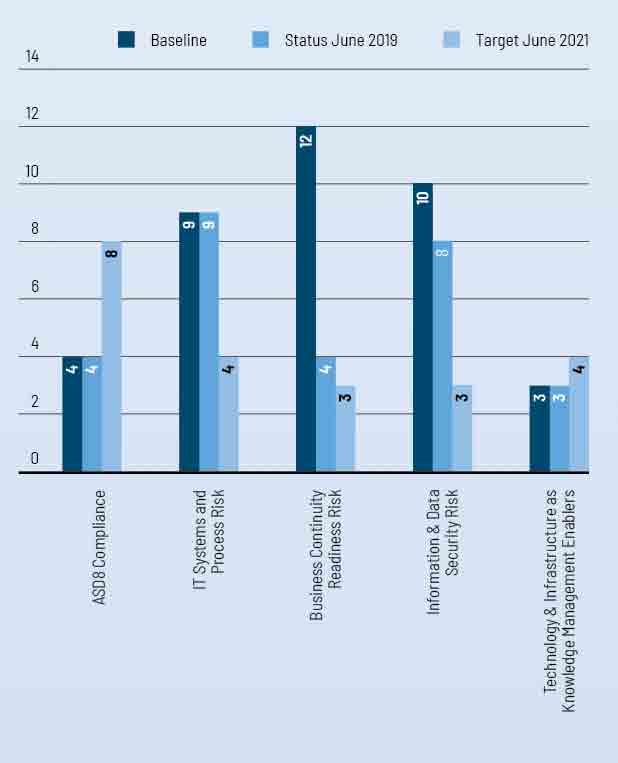 Baseline
Status June 2019
Target June 2021
14
12
10
8
6
4
2
0
4
4
8
9
9
4
12
4
3
10
8
3
3
3
4
ASD8 Compliance
IT Systems and
Process Risk
Business Continuity
Readiness Risk
Information & Data
Security Risk
Technology & Infrastructure as
Knowledge Management Enablers